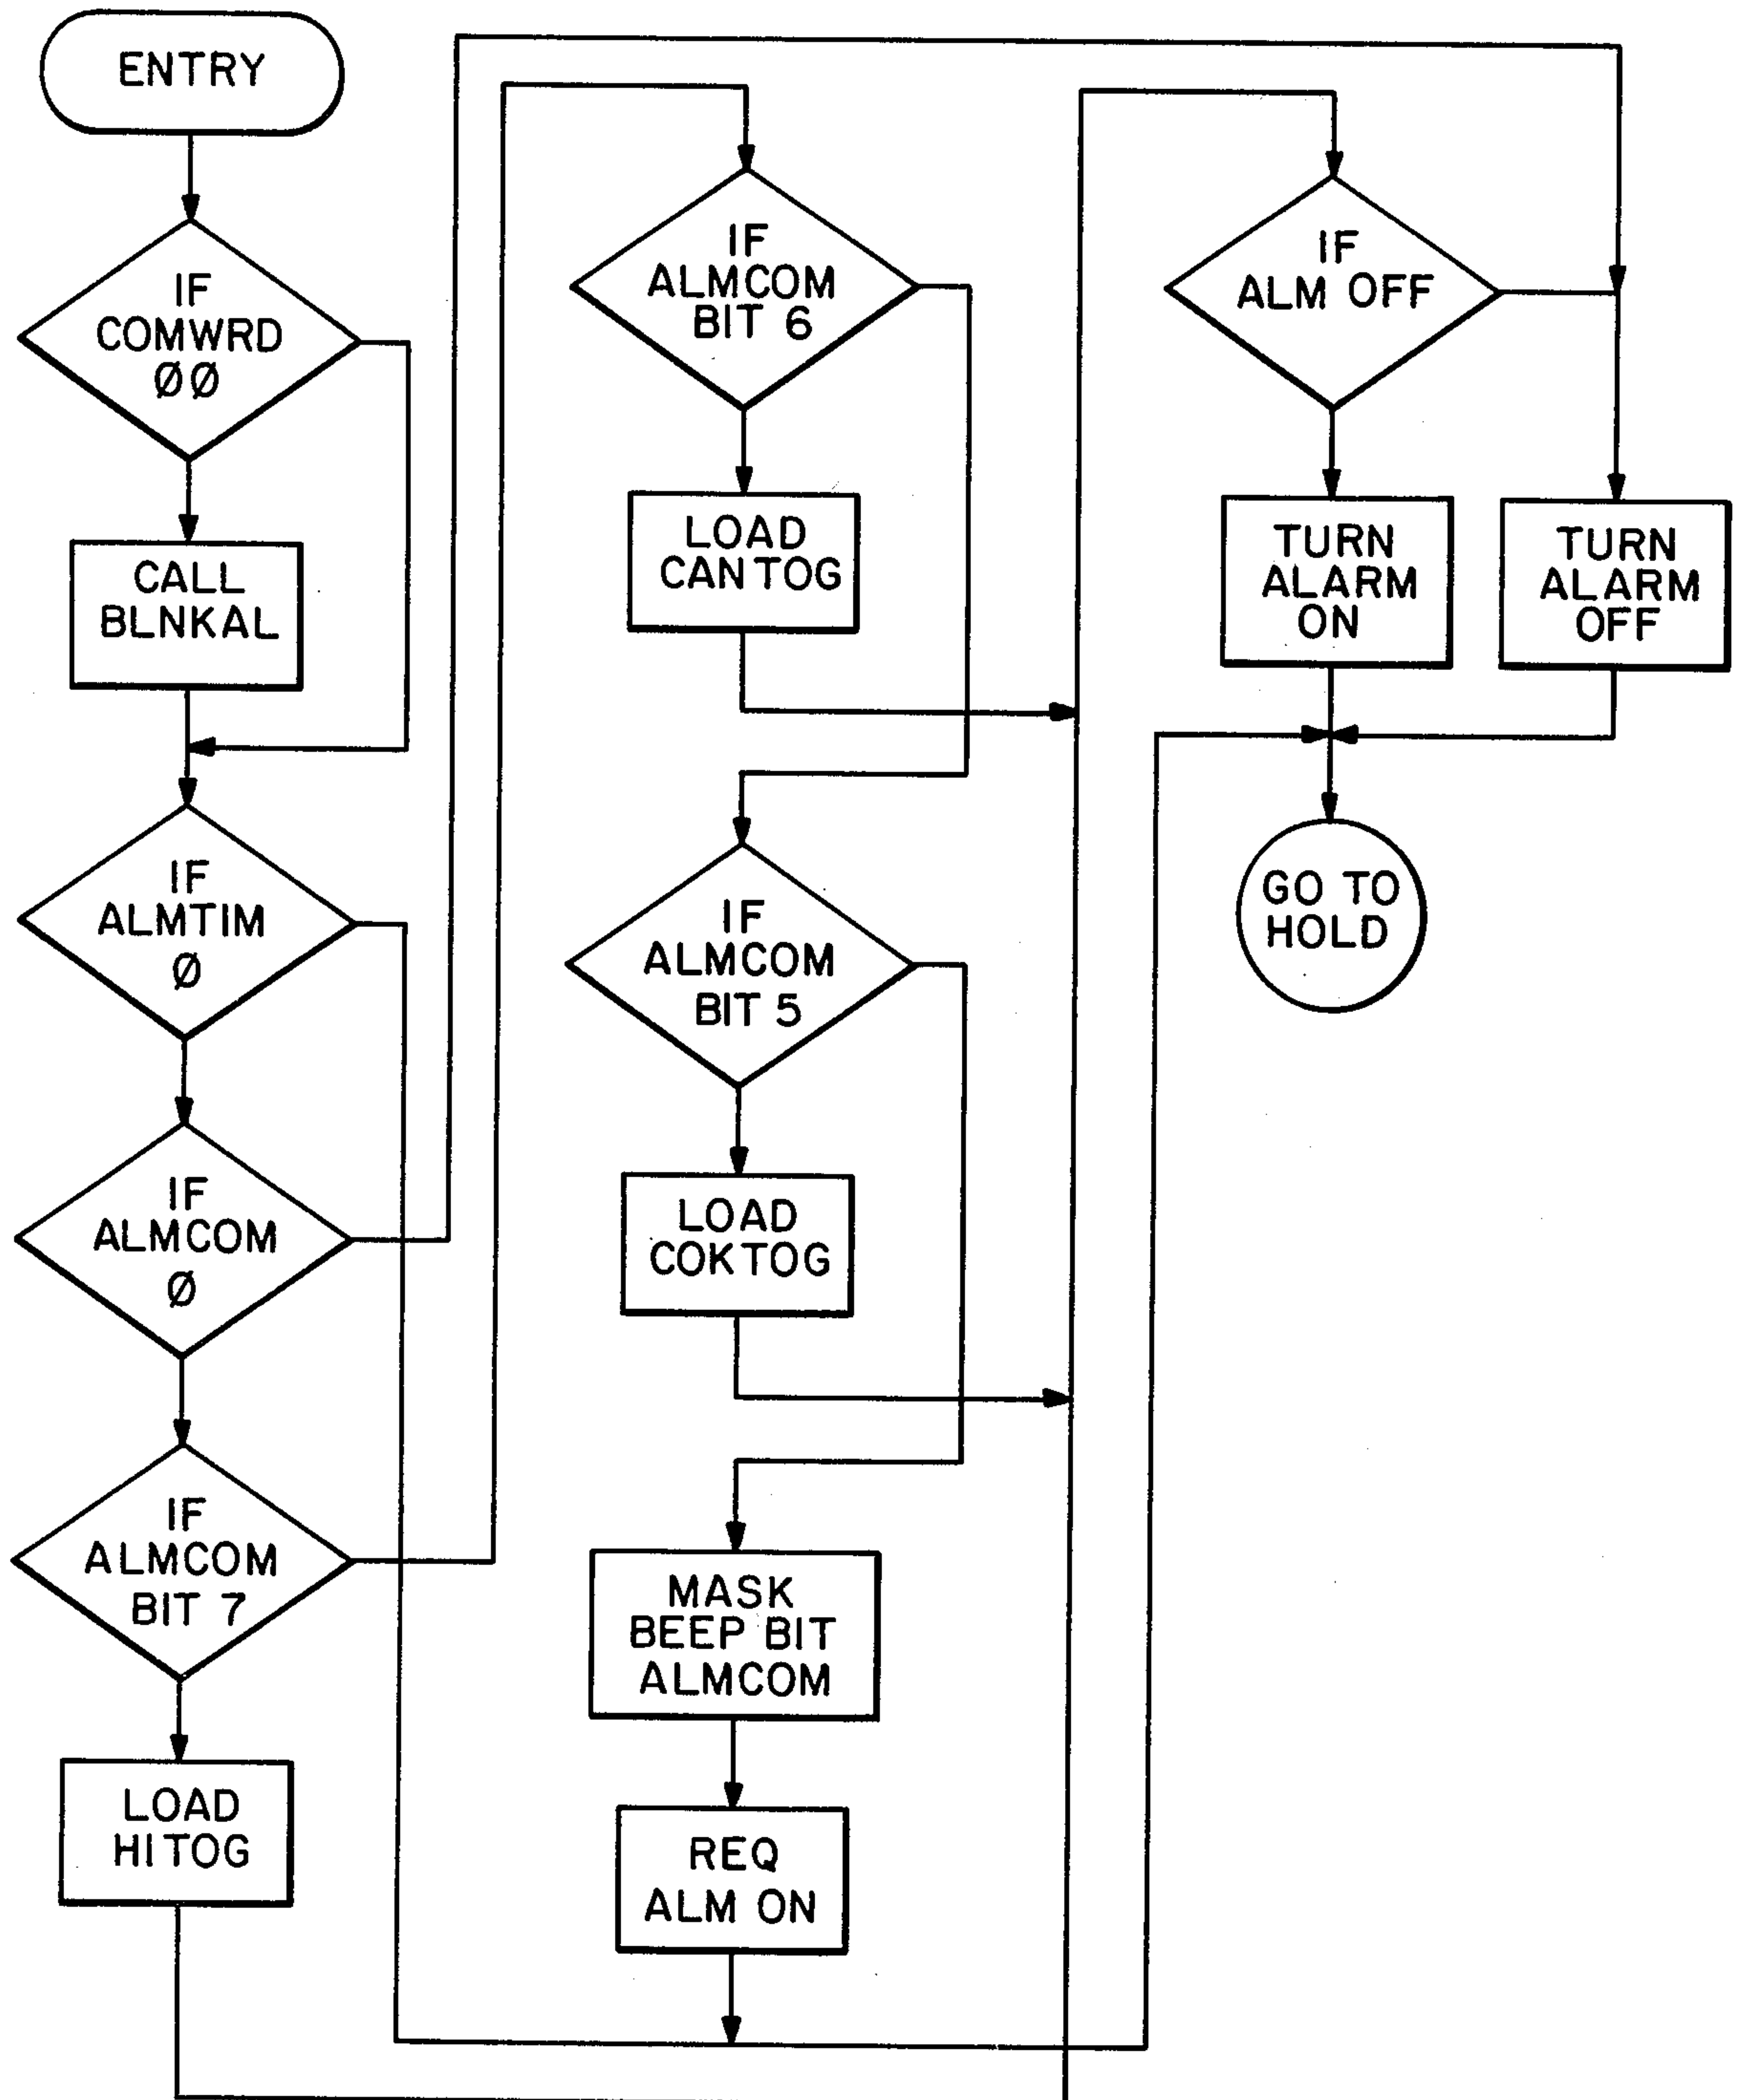 ENTRY
IF
COMWRD
ØØ
CALL
BLNKAL
IF
ALMTIM
Ø
IF
ALMCOM
Ø
IF
ALMCOM
BIT 7
LOAD
HITOG
IF
ALMCOM
BIT 6
LOAD
CANTOG
IF
ALMCOM
BIT 5
LOAD
COKTOG
MASK
BEEP BIT
ALMCOM
REQ
ALM ON
IF
ALM OFF
TURN
ALARM
ON
TURN
ALARM
OFF
GO TO
HOLD